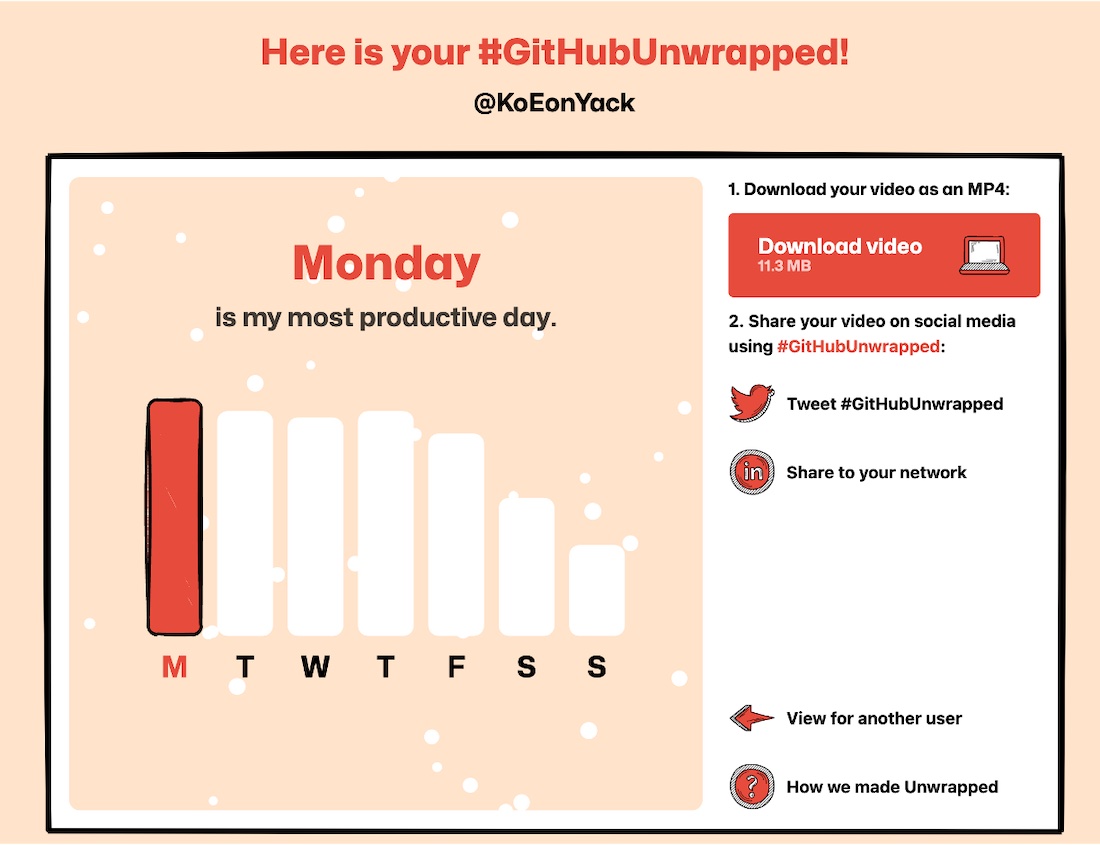 Here is your #GitHubUnwrapped!
@KoEonYack
Monday
is my most productive day.
M T W T F S S
1. Download your video as an MP4:
Download video
11.3 MB
2. Share your video on social media
using #GitHubUnwrapped:
Tweet #GitHubUnwrapped
in
Share to your network
View for another user
?
How we made Unwrapped